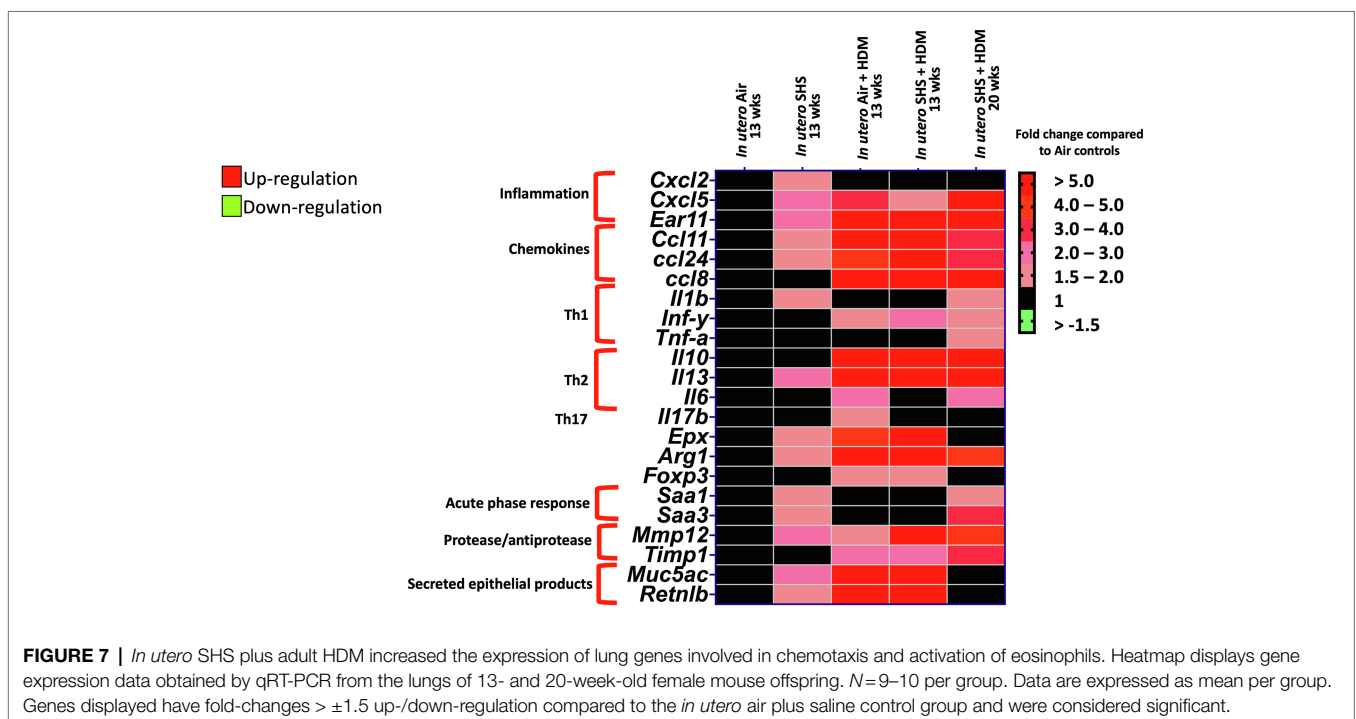 In utero Air
13 wks
In utero SHS
13 wks
In utero Air + HDM
13 wks
In utero SHS + HDM
13 wks
In utero SHS + HDM
20 wks
Fold change compared
to Air controls
> 5.0
4.0 – 5.0
3.0 – 4.0
2.0 – 3.0
1.5 – 2.0
1
> -1.5
Up-regulation
Down-regulation
Inflammation
Chemokines
Th1
Th2
Th17
Acute phase response
Protease/antiprotease
Secreted epithelial products
Cxcl2
Cxcl5
Ear11
Ccl11
ccl24
ccl8
Il1b
Inf-y
Tnf-a
Il10
Il13
Il6
Il17b
Epx
Arg1
Foxp3
Saa1
Saa3
Mmp12
Timp1
Muc5ac
Retnlb
FIGURE 7 | In utero SHS plus adult HDM increased the expression of lung genes involved in chemotaxis and activation of eosinophils. Heatmap displays gene
expression data obtained by qRT-PCR from the lungs of 13- and 20-week-old female mouse offspring. N = 9–10 per group. Data are expressed as mean per group.
Genes displayed have fold-changes > ±1.5 up-/down-regulation compared to the in utero air plus saline control group and were considered significant.